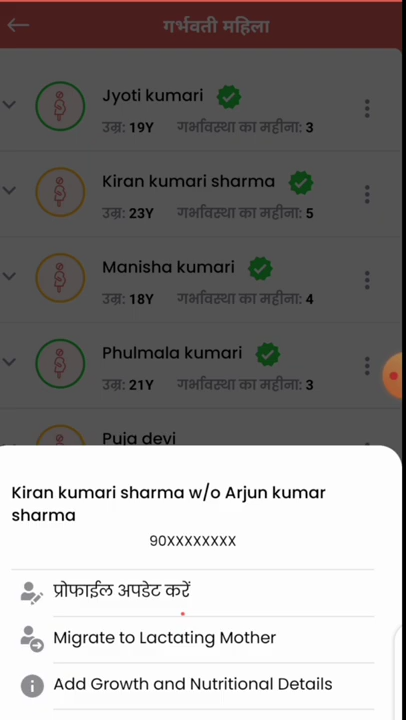 गर्भवती महिला
Jyoti kumari
उम्र: 19Y गर्भावस्था का महीना: 3
Kiran kumari sharma
उम्र: 23Y गर्भावस्था का महीना: 5
Manisha kumari
उम्र: 18Y गर्भावस्था का महीना: 4
Phulmala kumari
उम्र: 21Y गर्भावस्था का महीना: 3
Puja devi
Kiran kumari sharma w/o Arjun kumar
sharma
90XXXXXXXX
प्रोफाईल अपडेट करें
Migrate to Lactating Mother
Add Growth and Nutritional Details